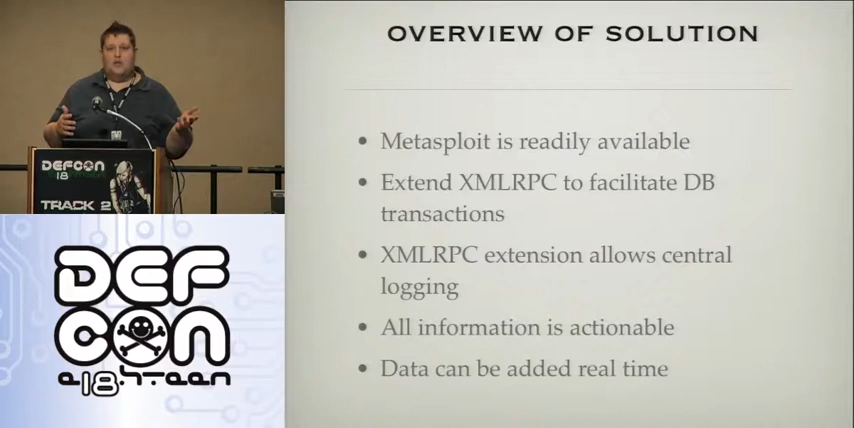 DEFCON
18
TRACK 2
DEF
CON
e18hteen
OVERVIEW OF SOLUTION
• Metasploit is readily available
• Extend XMLRPC to facilitate DB
transactions
• XMLRPC extension allows central
logging
• All information is actionable
• Data can be added real time